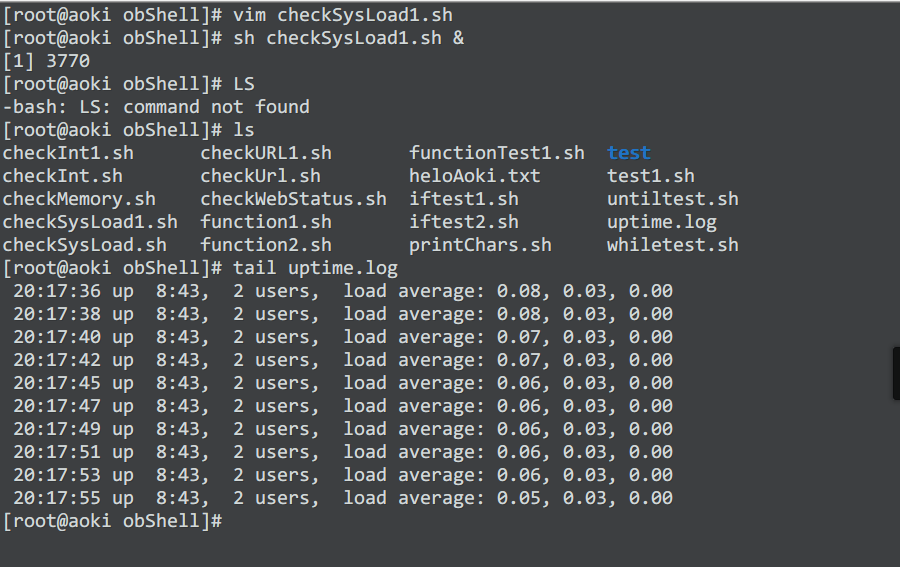 [root@aoki obShell]# vim checkSysLoad1.sh
[root@aoki obShell]# sh checkSysLoad1.sh &
[1] 3770
[root@aoki obShell]# LS
-bash: LS: command not found
[root@aoki obShell]# ls
checkInt1.sh      checkURL1.sh       functionTest1.sh  test
checkInt.sh       checkUrl.sh        heloAoki.txt      test1.sh
checkMemory.sh    checkWebStatus.sh  iftest1.sh        untiltest.sh
checkSysLoad1.sh  function1.sh       iftest2.sh        uptime.log
checkSysLoad.sh   function2.sh       printChars.sh     whiletest.sh
[root@aoki obShell]# tail uptime.log
 20:17:36 up  8:43,  2 users,  load average: 0.08, 0.03, 0.00
 20:17:38 up  8:43,  2 users,  load average: 0.08, 0.03, 0.00
 20:17:40 up  8:43,  2 users,  load average: 0.07, 0.03, 0.00
 20:17:42 up  8:43,  2 users,  load average: 0.07, 0.03, 0.00
 20:17:45 up  8:43,  2 users,  load average: 0.06, 0.03, 0.00
 20:17:47 up  8:43,  2 users,  load average: 0.06, 0.03, 0.00
 20:17:49 up  8:43,  2 users,  load average: 0.06, 0.03, 0.00
 20:17:51 up  8:43,  2 users,  load average: 0.06, 0.03, 0.00
 20:17:53 up  8:43,  2 users,  load average: 0.06, 0.03, 0.00
 20:17:55 up  8:43,  2 users,  load average: 0.05, 0.03, 0.00
[root@aoki obShell]#